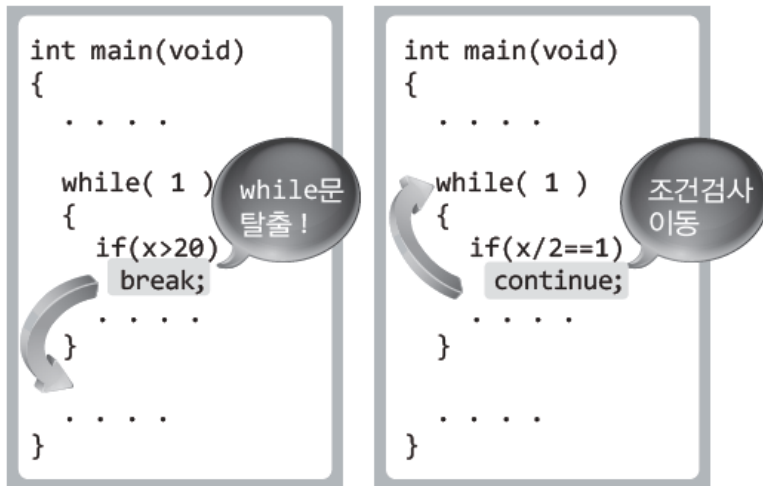 int main(void)
{
. . . .
while( 1 )
{
if(x>20)
break;
. . . .
}
. . . .
}
while문
탈출 !
int main(void)
{
. . . .
while( 1 )
{
if(x/2==1)
continue;
. . . .
}
. . . .
}
조건검사
이동